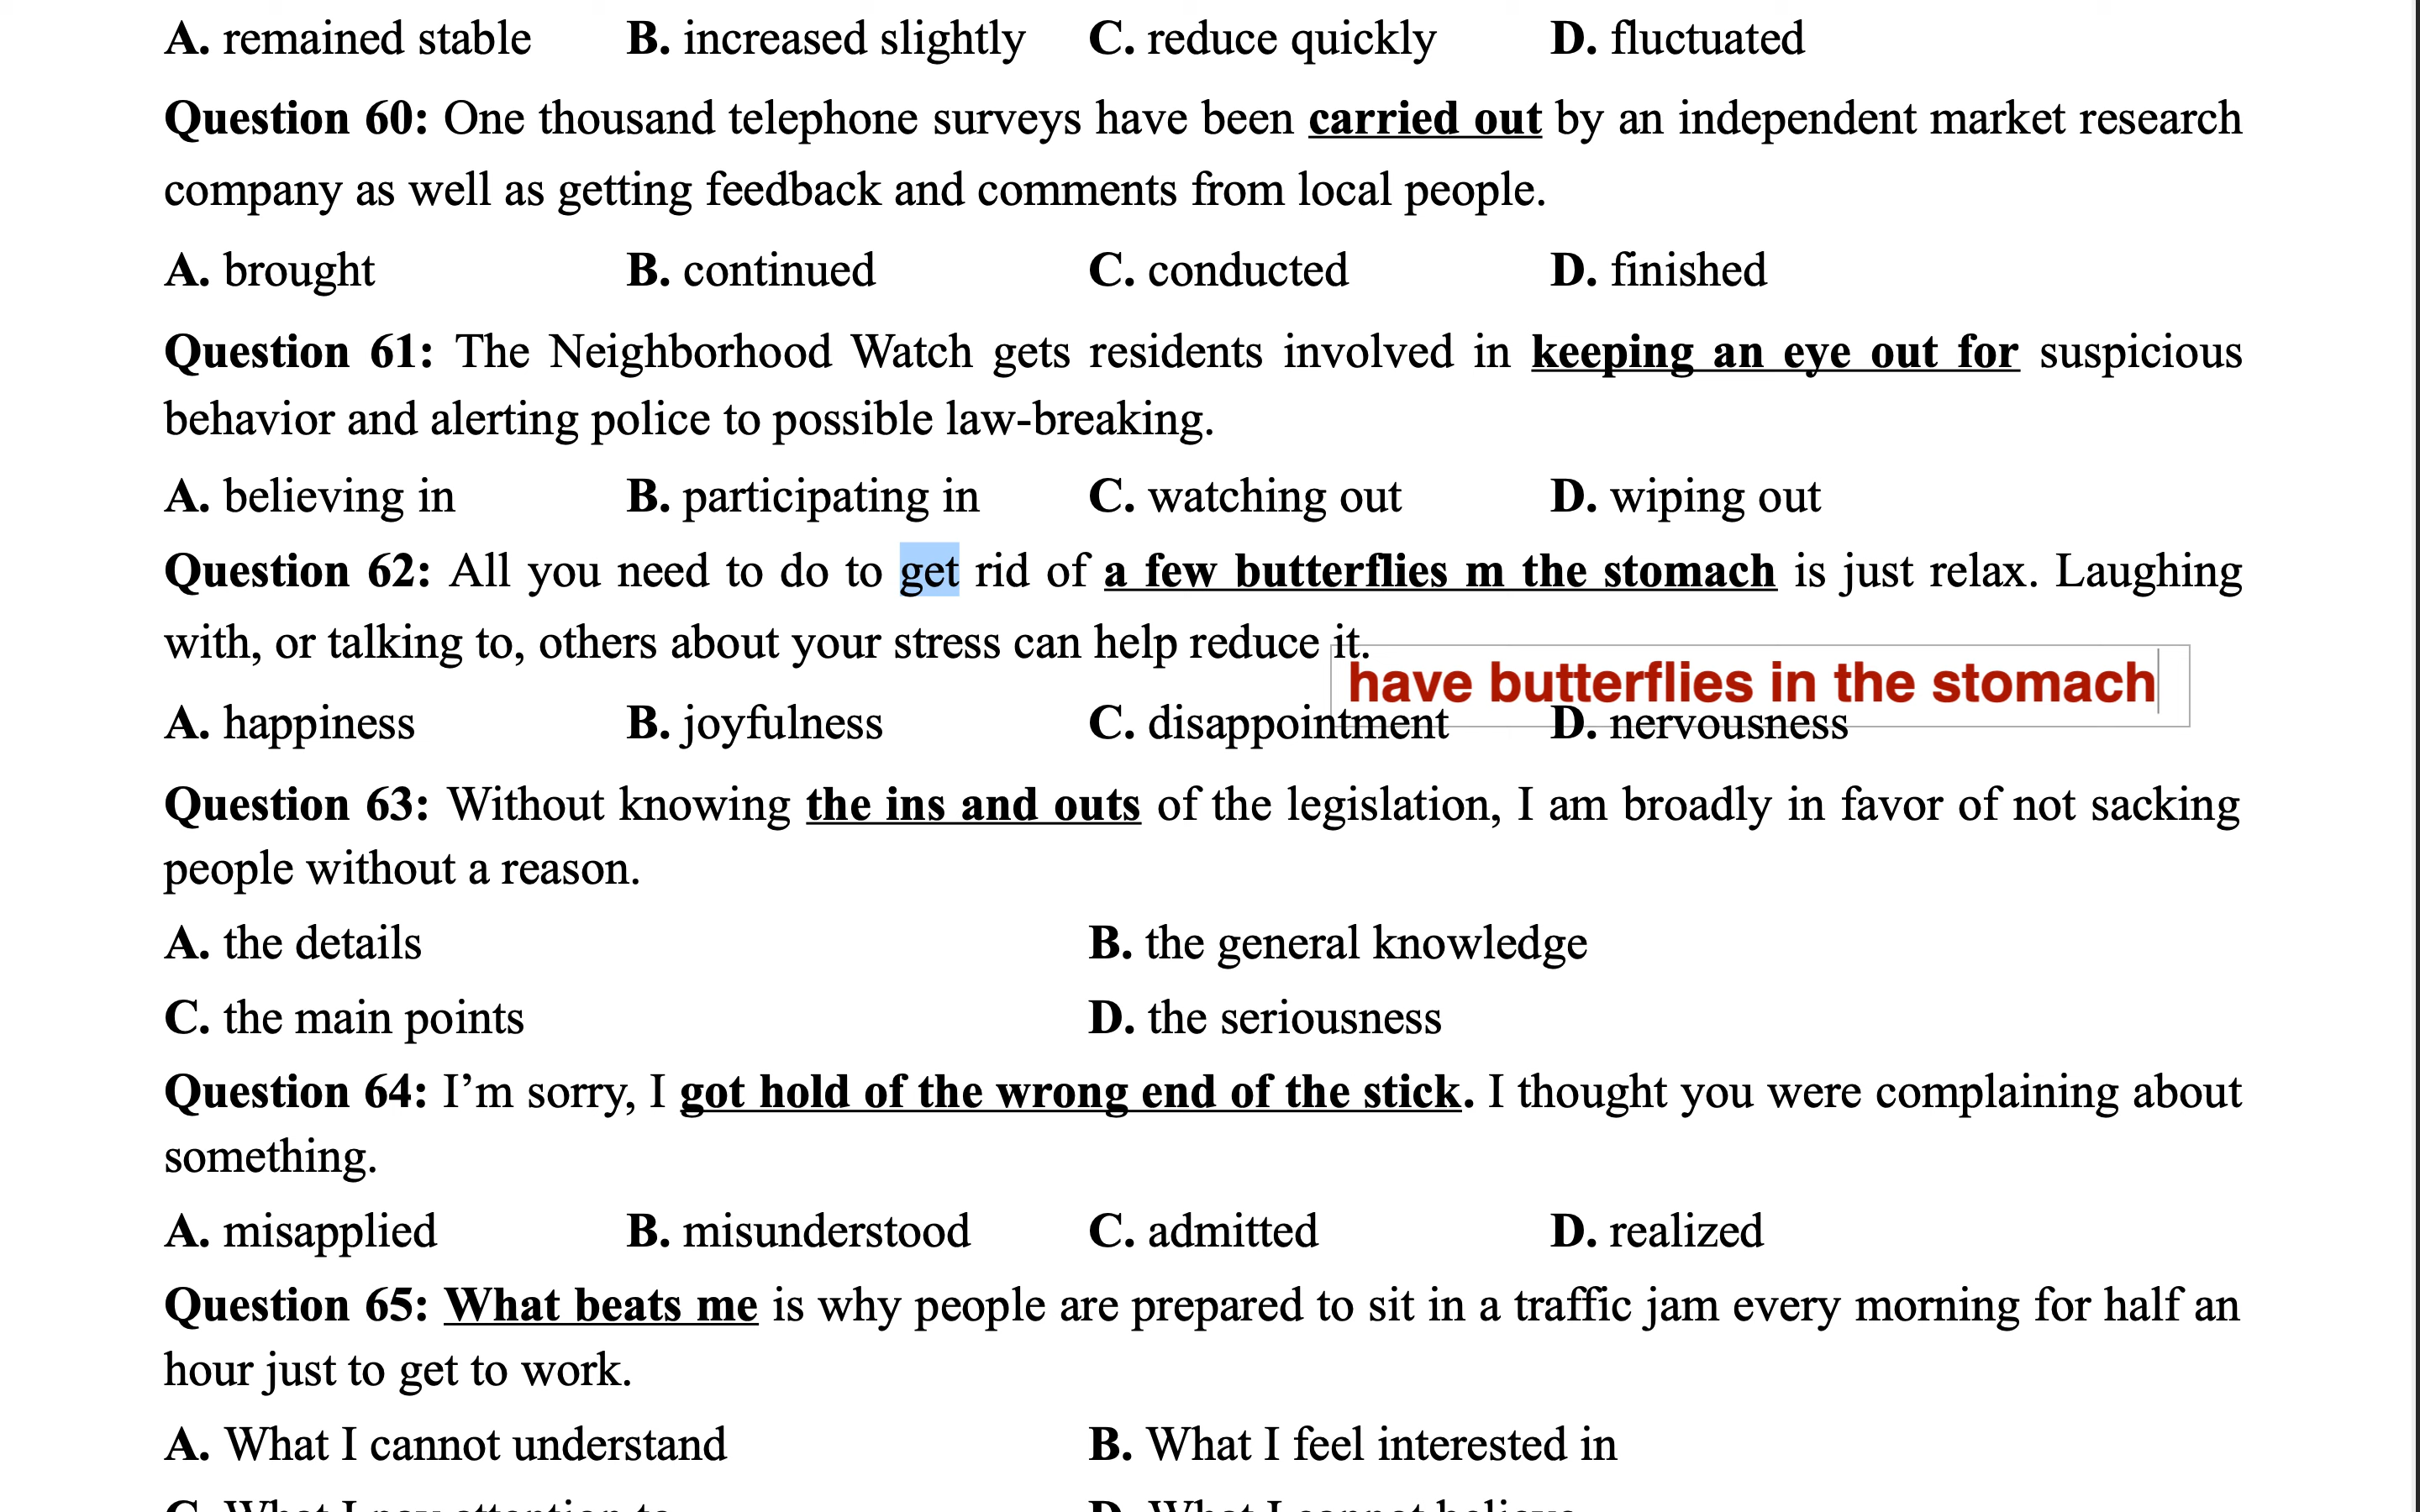 A. remained stable B. increased slightly C. reduce quickly D. fluctuated
Question 60: One thousand telephone surveys have been carried out by an independent market research
company as well as getting feedback and comments from local people.
A. brought B. continued C. conducted D. finished
Question 61: The Neighborhood Watch gets residents involved in keeping an eye out for suspicious
behavior and alerting police to possible law-breaking.
A. believing in B. participating in C. watching out D. wiping out
Question 62: All you need to do to get rid of a few butterflies m the stomach is just relax. Laughing
with, or talking to, others about your stress can help reduce it.
have butterflies in the stomach
A. happiness B. joyfulness C. disappointment D. nervousness
Question 63: Without knowing the ins and outs of the legislation, I am broadly in favor of not sacking
people without a reason.
A. the details B. the general knowledge
C. the main points D. the seriousness
Question 64: I’m sorry, I got hold of the wrong end of the stick. I thought you were complaining about
something.
A. misapplied B. misunderstood C. admitted D. realized
Question 65: What beats me is why people are prepared to sit in a traffic jam every morning for half an
hour just to get to work.
A. What I cannot understand B. What I feel interested in
C. What I pay attention to D. What I cannot believe